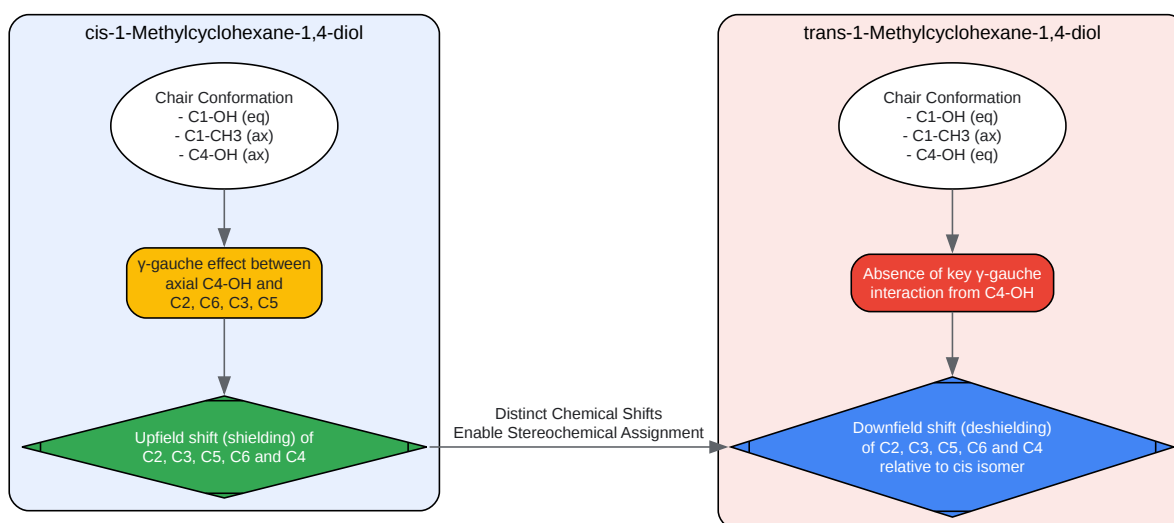 cis-1-Methylcyclohexane-1,4-diol
Chair Conformation
- C1-OH (eq)
- C1-CH3 (ax)
- C4-OH (ax)
γ-gauche effect between
axial C4-OH and
C2, C6, C3, C5
Upfield shift (shielding) of
C2, C3, C5, C6 and C4
Distinct Chemical Shifts
Enable Stereochemical Assignment
trans-1-Methylcyclohexane-1,4-diol
Chair Conformation
- C1-OH (eq)
- C1-CH3 (ax)
- C4-OH (eq)
Absence of key γ-gauche
interaction from C4-OH
Downfield shift (deshielding)
of C2, C3, C5, C6 and C4
relative to cis isomer